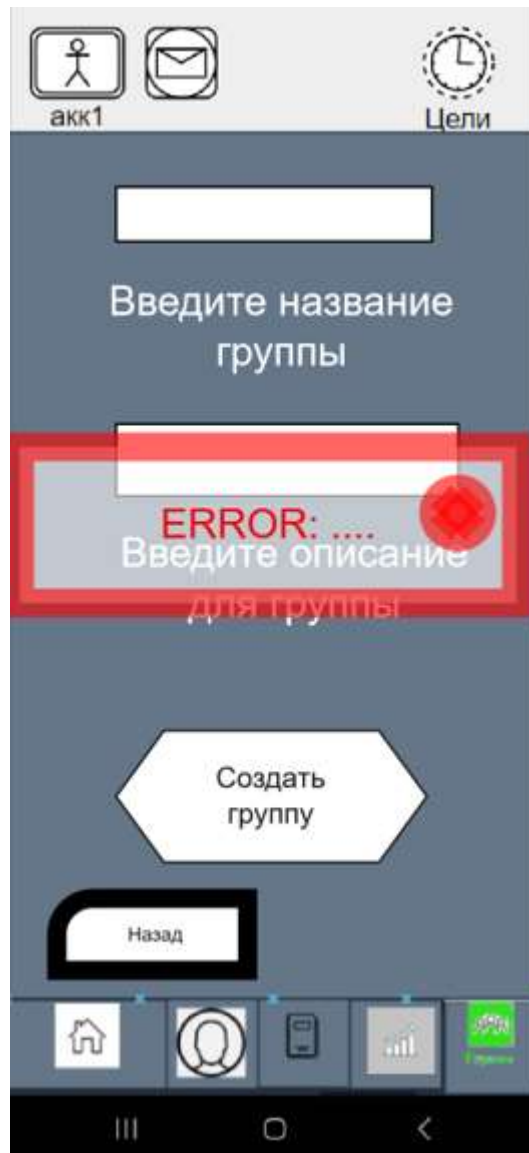 акк1
Цели
Введите название
группы
ERROR: ....
Введите описание
для группы
Создать
группу
Назад